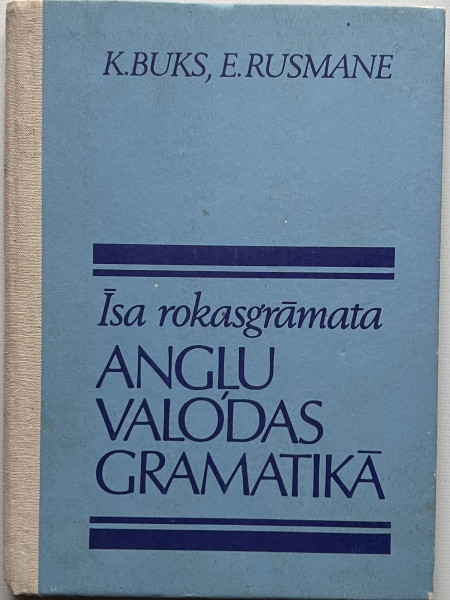 K.BUKS, E.RUSMANE
Īsa rokasgrāmata
ANGĻU
VALODAS
GRAMATIKĀ